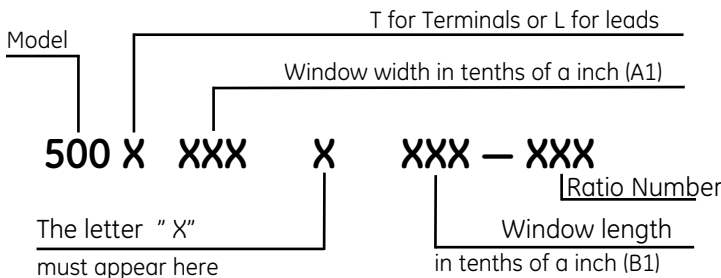 T for Terminals or L for leads
Model
Window width in tenths of a inch (A1)
500 X XXX X XXX — XXX
Ratio Number
The letter " X" Window length
must appear here in tenths of a inch (B1)